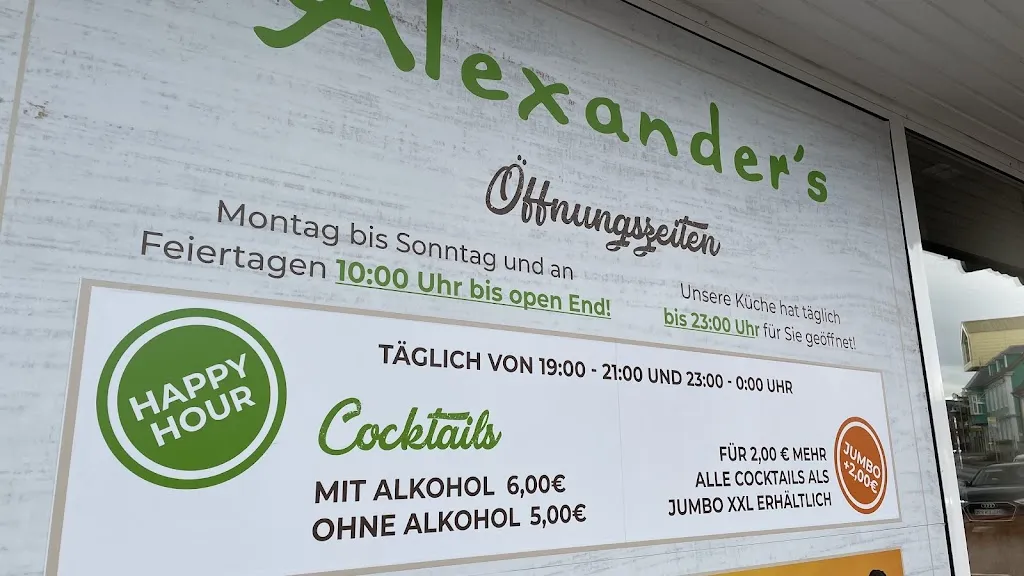 Alexander's
Öffnungszeiten
Montag bis Sonntag und an
Feiertagen 10:00 Uhr bis open End!
Unsere Küche hat täglich
bis 23:00 Uhr für Sie geöffnet!
HAPPY
HOUR
TÄGLICH VON 19:00 - 21:00 UND 23:00 - 0:00 UHR
Cocktails
MIT ALKOHOL 6,00€
OHNE ALKOHOL 5,00€
FÜR 2,00 € MEHR
ALLE COCKTAILS ALS
JUMBO XXL ERHÄLTLICH
JUMBO
+2,00€